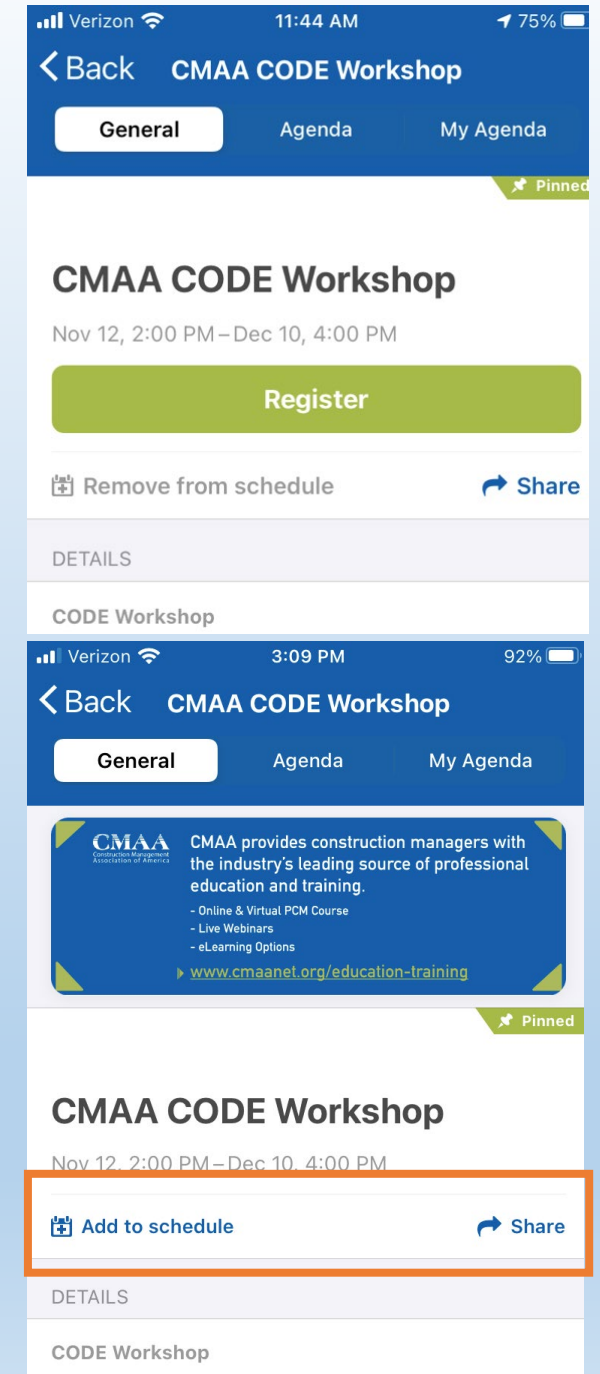 Verizon 11:44 AM 75%
Back CMAA CODE Workshop
General Agenda My Agenda
Pinned
CMAA CODE Workshop
Nov 12, 2:00 PM – Dec 10, 4:00 PM
Register
Remove from schedule Share
DETAILS
CODE Workshop
Verizon 3:09 PM 92%
Back CMAA CODE Workshop
General Agenda My Agenda
CMAA
Construction Management
Association of America
CMAA provides construction managers with
the industry's leading source of professional
education and training.
- Online & Virtual PCM Course
- Live Webinars
- eLearning Options
www.cmaanet.org/education-training
Pinned
CMAA CODE Workshop
Nov 12, 2:00 PM – Dec 10, 4:00 PM
Add to schedule Share
DETAILS
CODE Workshop